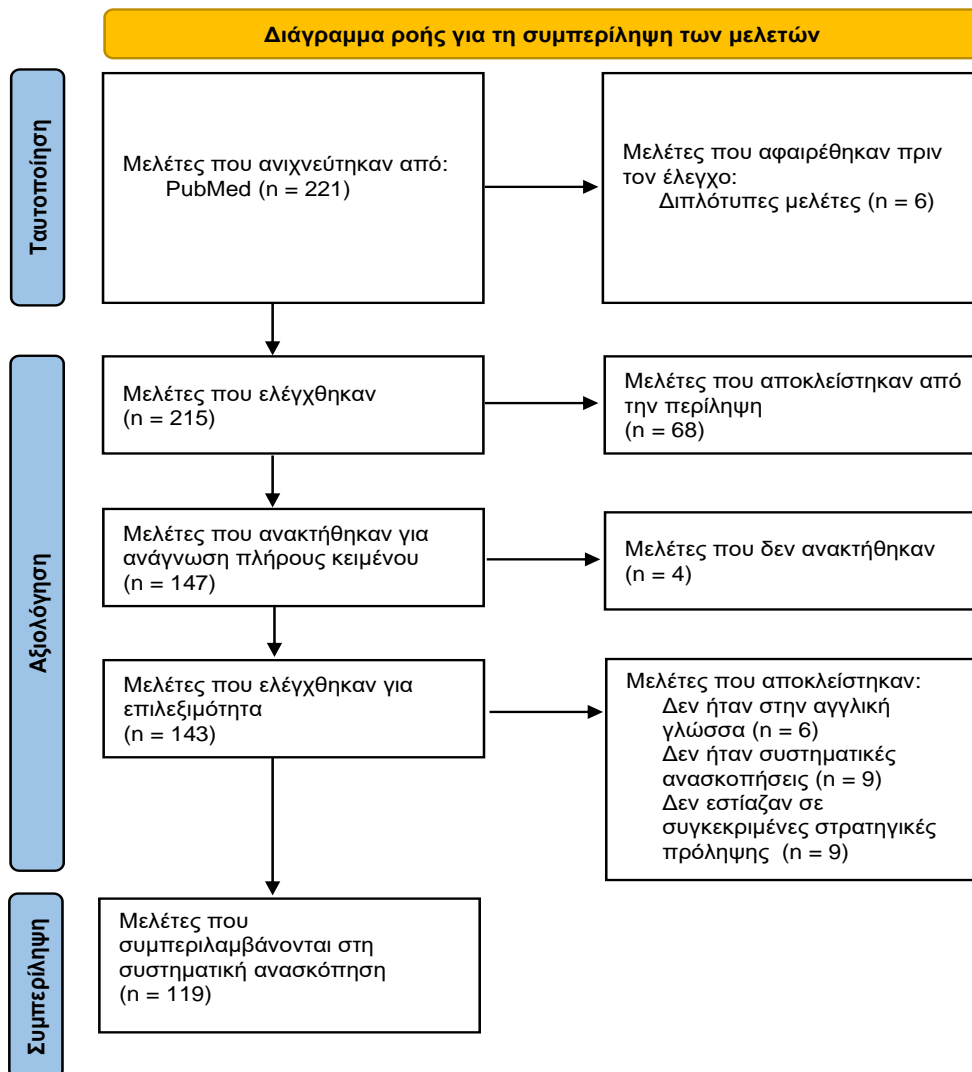 Διάγραμμα ροής για τη συμπερίληψη των μελετών
Ταυτοποίηση
Μελέτες που ανιχνεύτηκαν από:
PubMed (n = 221)
Μελέτες που αφαιρέθηκαν πριν
τον έλεγχο:
Διπλότυπες μελέτες (n = 6)
Αξιολόγηση
Μελέτες που ελέγχθηκαν
(n = 215)
Μελέτες που αποκλείστηκαν από
την περίληψη
(n = 68)
Μελέτες που ανακτήθηκαν για
ανάγνωση πλήρους κειμένου
(n = 147)
Μελέτες που δεν ανακτήθηκαν
(n = 4)
Μελέτες που ελέγχθηκαν για
επιλεξιμότητα
(n = 143)
Μελέτες που αποκλείστηκαν:
Δεν ήταν στην αγγλική
γλώσσα (n = 6)
Δεν ήταν συστηματικές
ανασκοπήσεις (n = 9)
Δεν εστίαζαν σε
συγκεκριμένες στρατηγικές
πρόληψης (n = 9)
Συμπερίληψη
Μελέτες που
συμπεριλαμβάνονται στη
συστηματική ανασκόπηση
(n = 119)